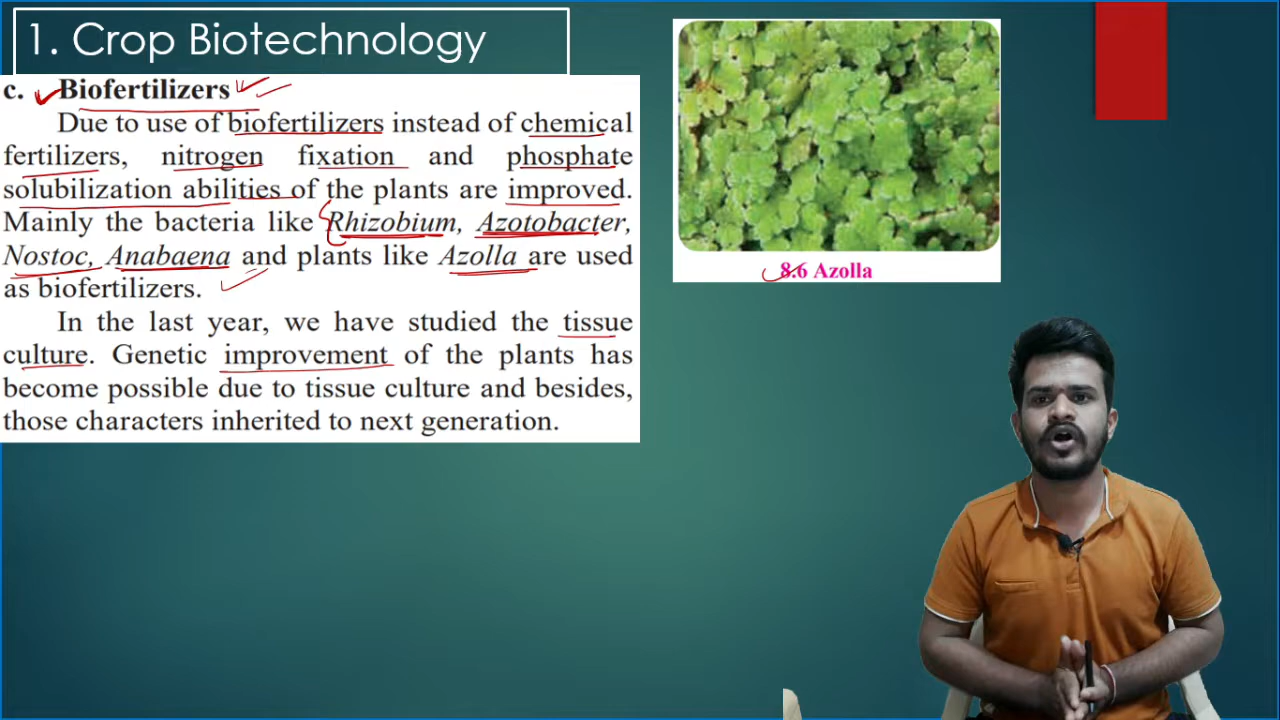 1. Crop Biotechnology
c. Biofertilizers
Due to use of biofertilizers instead of chemical
fertilizers, nitrogen fixation and phosphate
solubilization abilities of the plants are improved.
Mainly the bacteria like Rhizobium, Azotobacter,
Nostoc, Anabaena and plants like Azolla are used
as biofertilizers.
In the last year, we have studied the tissue
culture. Genetic improvement of the plants has
become possible due to tissue culture and besides,
those characters inherited to next generation.
8.6 Azolla